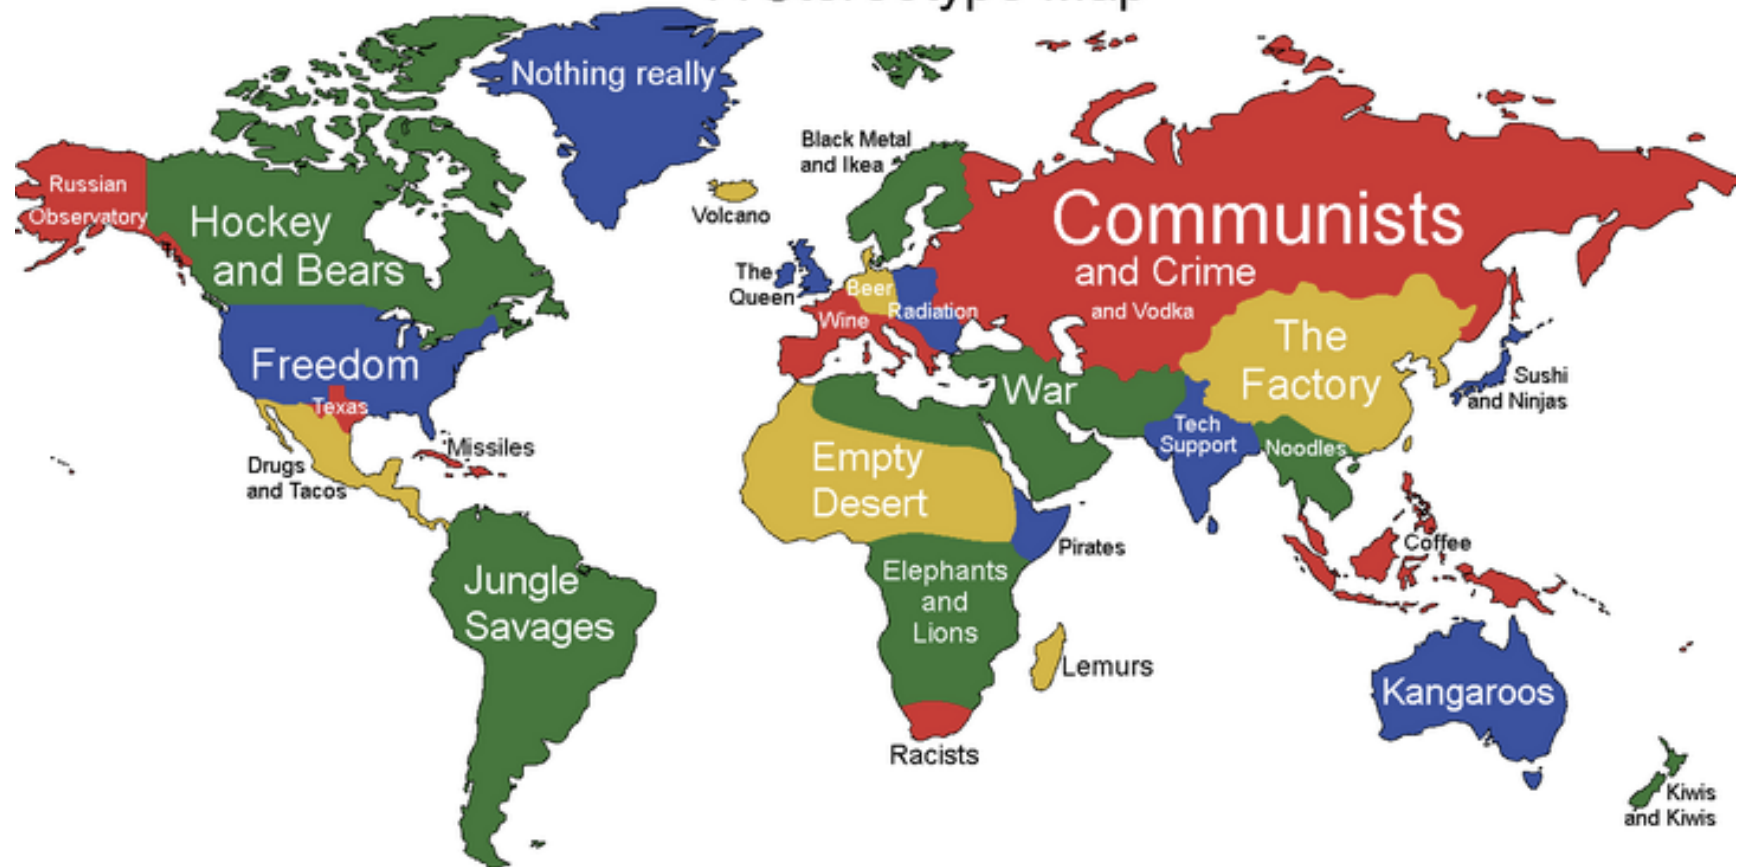 Map
Nothing really
Black Metal
and Ikea
Russian
Observatory
Hockey
and Bears
Volcano
Communists
and Crime
and Vodka
The
Queen
Beer
Radiation
Wine
Freedom
Texas
The
Factory
War
Sushi
and Ninjas
Missiles
Drugs
and Tacos
Tech
Support
Noodles
Empty
Desert
Pirates
Coffee
Elephants
and
Lions
Jungle
Savages
Lemurs
Kangaroos
Racists
Kiwis
and Kiwis